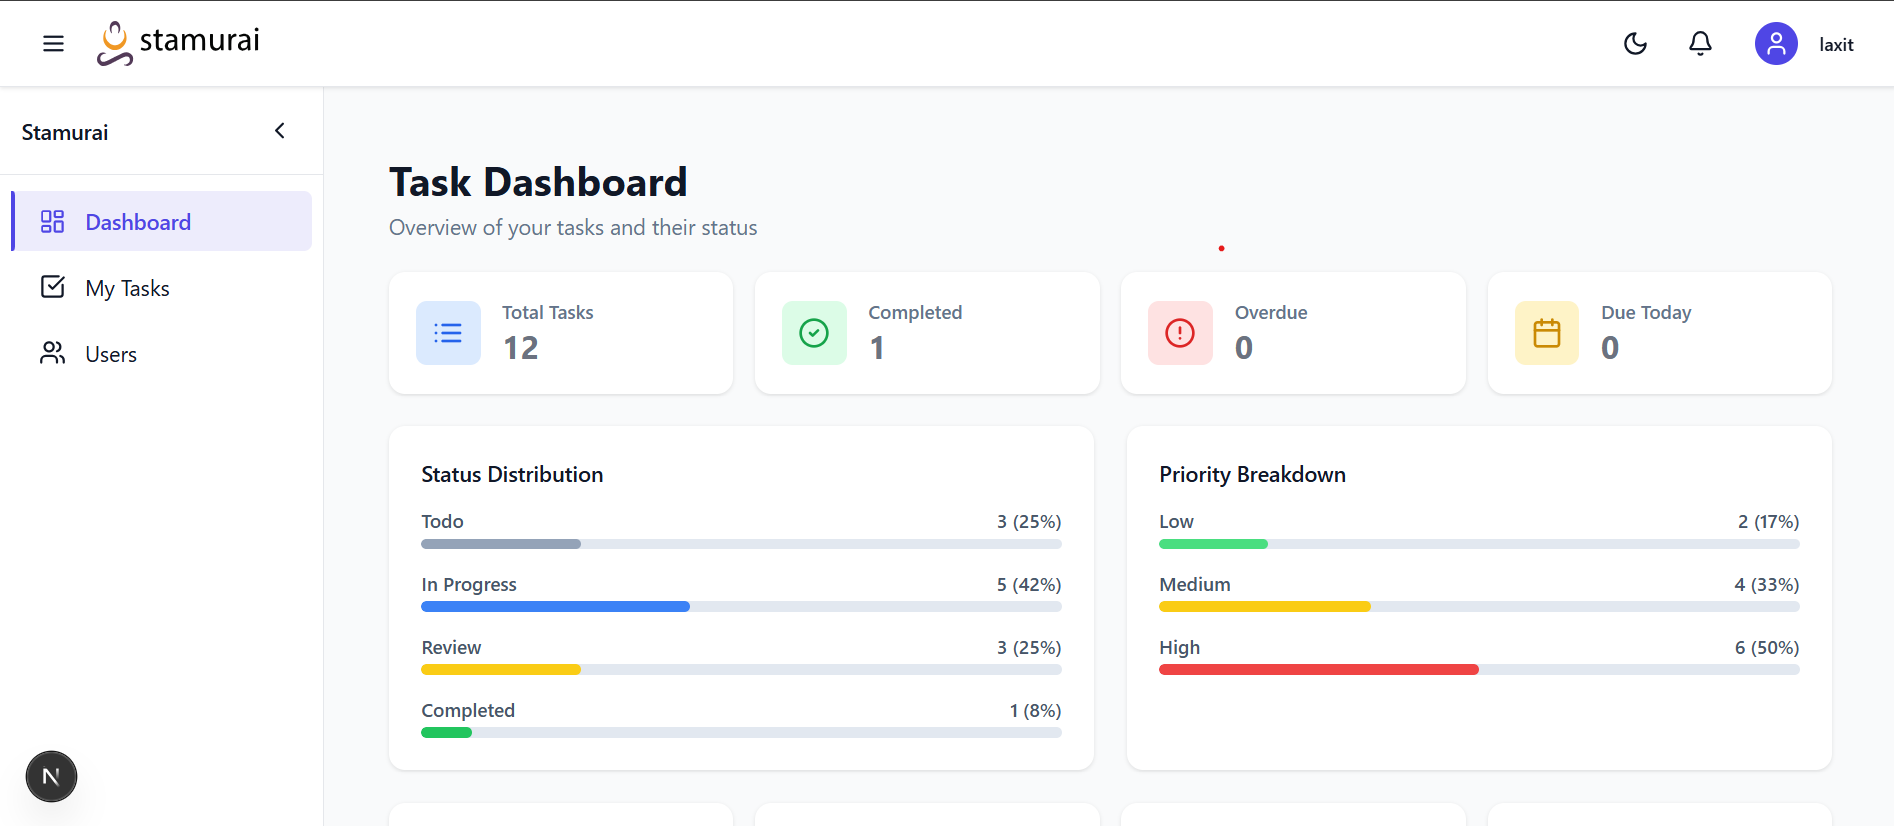 stamurai
laxit
Stamurai
Dashboard
My Tasks
Users
N
Task Dashboard
Overview of your tasks and their status
Total Tasks
12
Completed
1
Overdue
0
Due Today
0
Status Distribution
Todo 3 (25%)
In Progress 5 (42%)
Review 3 (25%)
Completed 1 (8%)
Priority Breakdown
Low 2 (17%)
Medium 4 (33%)
High 6 (50%)